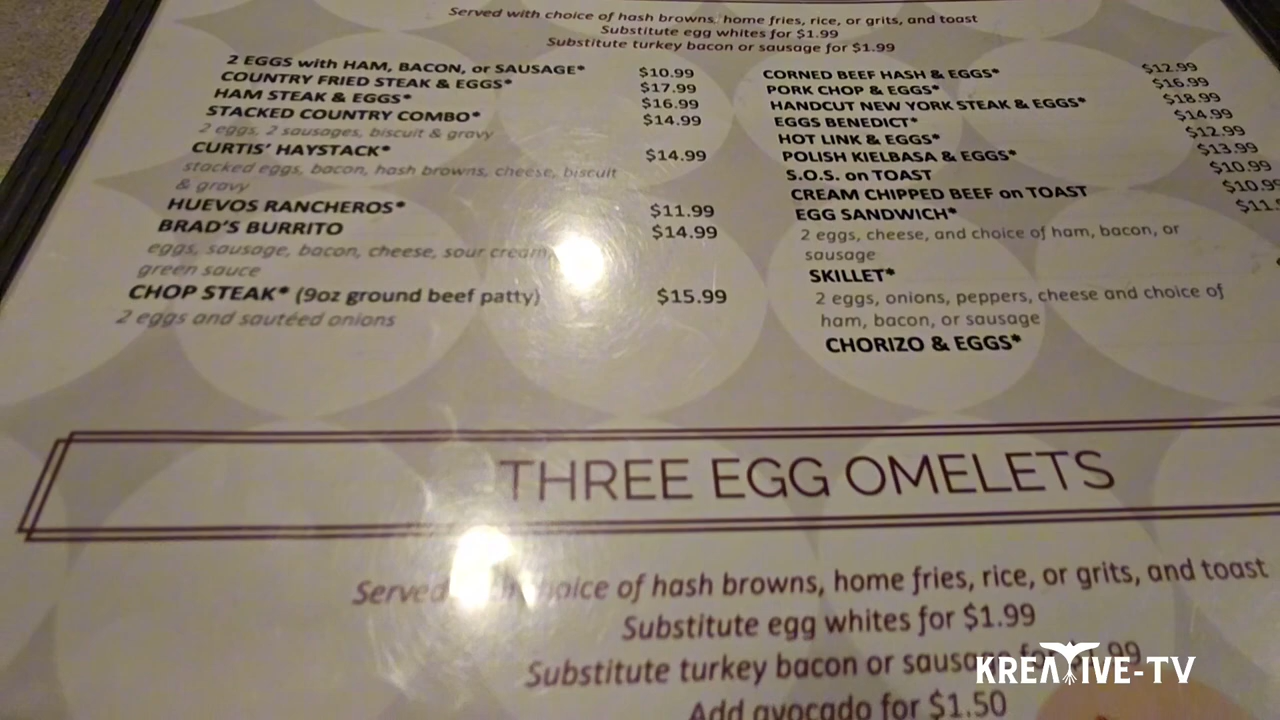 Served with choice of hash browns, home fries, rice, or grits, and toast
Substitute egg whites for $1.99
Substitute turkey bacon or sausage for $1.99
2 EGGS with HAM, BACON, or SAUSAGE* $10.99
COUNTRY FRIED STEAK & EGGS* $17.99
HAM STEAK & EGGS* $16.99
STACKED COUNTRY COMBO* $14.99
2 eggs, 2 sausages, biscuit & gravy
CURTIS' HAYSTACK* $14.99
stacked eggs, bacon, hash browns, cheese, biscuit
& gravy
HUEVOS RANCHEROS* $11.99
BRAD'S BURRITO $14.99
eggs, sausage, bacon, cheese, sour cream,
green sauce
CHOP STEAK* (9oz ground beef patty) $15.99
2 eggs and sautéed onions
CORNED BEEF HASH & EGGS* $12.99
PORK CHOP & EGGS* $16.99
HANDCUT NEW YORK STEAK & EGGS* $18.99
EGGS BENEDICT* $14.99
HOT LINK & EGGS* $12.99
POLISH KIELBASA & EGGS* $13.99
S.O.S. on TOAST $10.99
CREAM CHIPPED BEEF on TOAST $10.99
EGG SANDWICH*
2 eggs, cheese, and choice of ham, bacon, or
sausage
SKILLET*
2 eggs, onions, peppers, cheese and choice of
ham, bacon, or sausage
CHORIZO & EGGS*
THREE EGG OMELETS
Served choice of hash browns, home fries, rice, or grits, and toast
Substitute egg whites for $1.99
Substitute turkey bacon or sausage for
Add avocado for $1.50
KREATIVE-TV